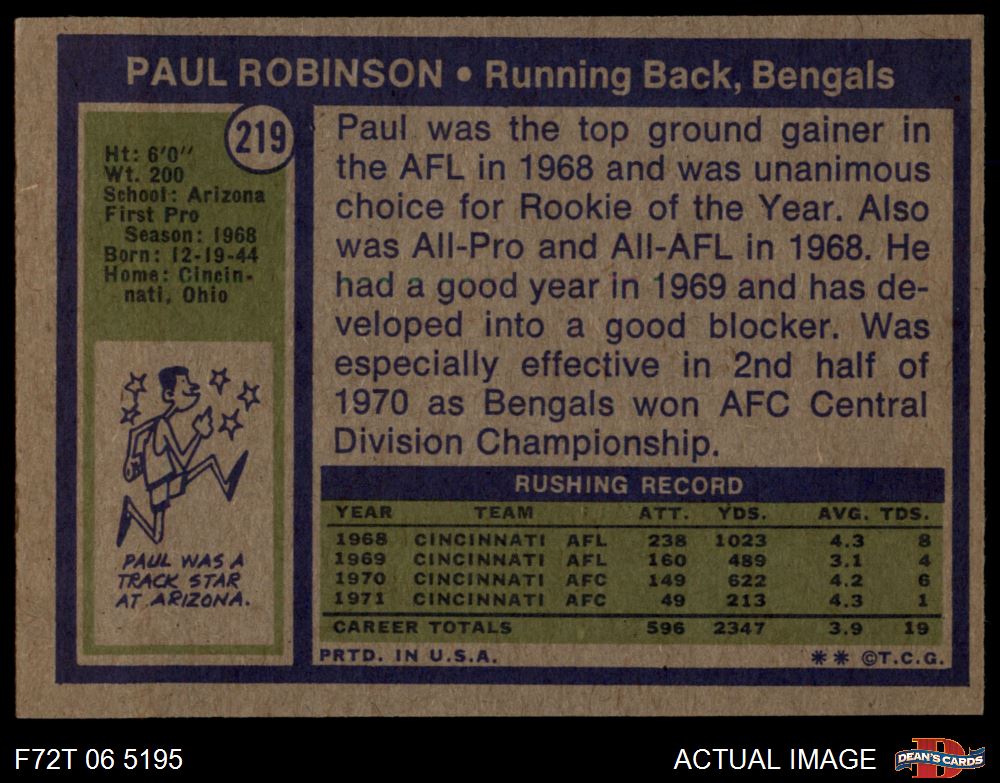 PAUL ROBINSON • Running Back, Bengals
219
Ht: 6'0"
Wt. 200
School: Arizona
First Pro
Season: 1968
Born: 12-19-44
Home: Cincin-
nati, Ohio
PAUL WAS A
TRACK STAR
AT ARIZONA.
Paul was the top ground gainer in
the AFL in 1968 and was unanimous
choice for Rookie of the Year. Also
was All-Pro and All-AFL in 1968. He
had a good year in 1969 and has de-
veloped into a good blocker. Was
especially effective in 2nd half of
1970 as Bengals won AFC Central
Division Championship.
RUSHING RECORD
YEAR TEAM ATT. YDS. AVG. TDS.
1968 CINCINNATI AFL 238 1023 4.3 8
1969 CINCINNATI AFL 160 489 3.1 4
1970 CINCINNATI AFC 149 622 4.2 6
1971 CINCINNATI AFC 49 213 4.3 1
CAREER TOTALS 596 2347 3.9 19
PRTD. IN U.S.A. ** ©T.C.G.
F72T 06 5195
ACTUAL IMAGE
DEAN'S CARDS